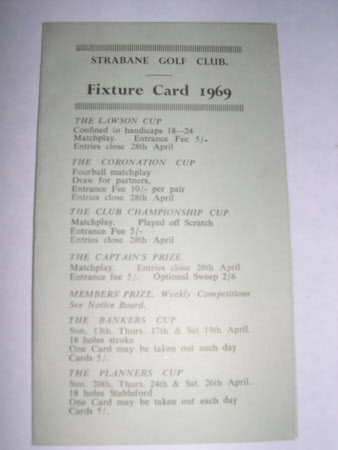 STRABANE GOLF CLUB.
Fixture Card 1969
THE LAWSON CUP
Confined to handicaps 18—24
Matchplay. Entrance Fee 5/-
Entries close 28th April
THE CORONATION CUP
Fourball matchplay
Draw for partners,
Entrance Fee 10/- per pair
Entries close 28th April
THE CLUB CHAMPIONSHIP CUP
Matchplay. Played off Scratch
Entrance Fee 5/-
Entries close 28th April
THE CAPTAIN'S PRIZE
Matchplay. Entries close 28th April
Entrance fee 5/. Optional Sweep 2/6
MEMBERS' PRIZE. Weekly Competitions
See Notice Board.
THE BANKERS CUP
Sun. 13th, Thurs. 17th & Sat 19th April.
18 holes stroke
One Card may be taken out each day
Cards 5/.
THE PLANNERS CUP
Sun. 20th, Thurs. 24th & Sat. 26th April.
18 holes Stableford
One Card may be taken out each day
Cards 5/.